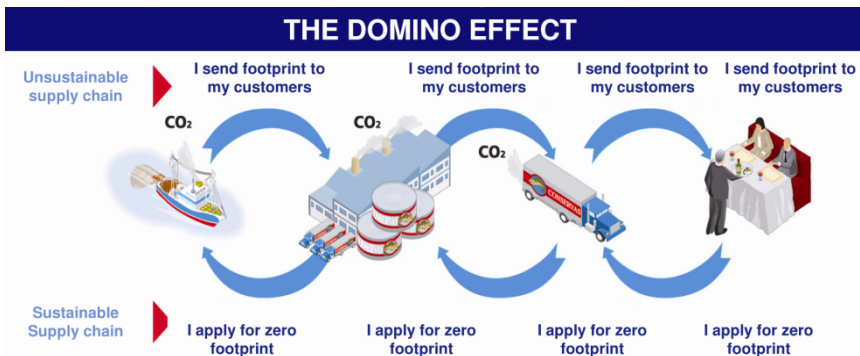 THE DOMINO EFFECT
Unsustainable
supply chain
I send footprint to
my customers
I send footprint to
my customers
I send footprint to
my customers
I send footprint to
my customers
CO₂
CO₂
CO₂
CONSERVAS
Sustainable
Supply chain
I apply for zero
footprint
I apply for zero
footprint
I apply for zero
footprint
I apply for zero
footprint